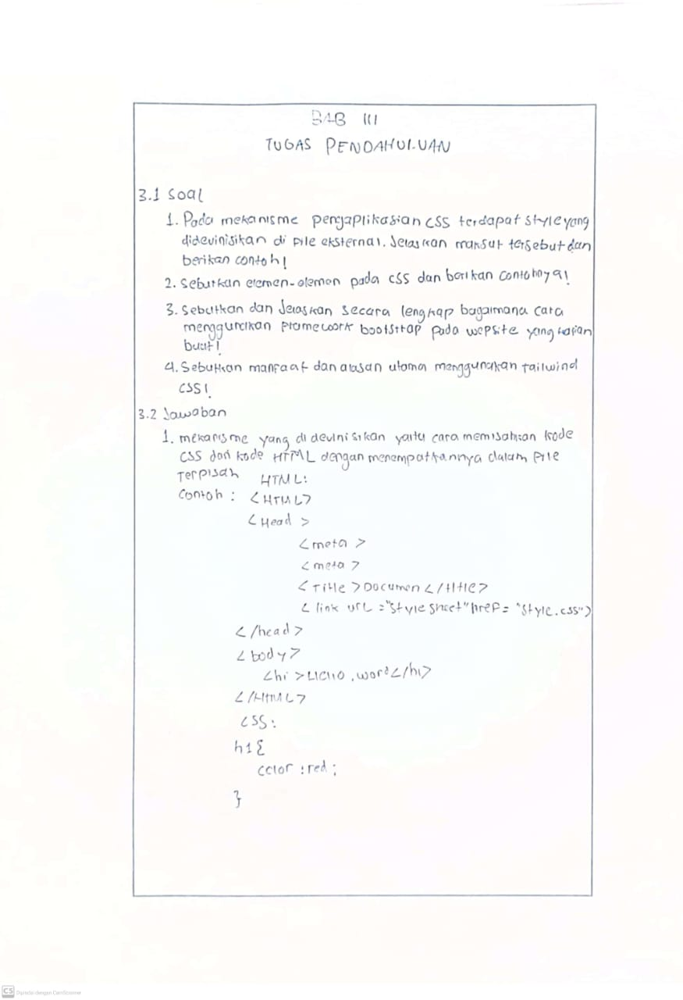 BAB III
TUGAS PENDAHULUAN
3.1 Soal
1. Pada mekanisme pengaplikasian CSS terdapat style yang
didevinisikan di file eksternal. Jelaskan maksut tersebut dan
berikan contoh!
2. Sebutkan elemen-elemen pada CSS dan berikan contohnya!
3. Sebutkan dan Jelaskan secara lengkap bagaimana cara
menggunakan framework bootstrap pada website yang kalian
buat!
4. Sebutkan manfaat dan alasan utama menggunakan tailwind
CSS!
3.2 Jawaban
1. mekanisme yang di devinisikan yaitu cara memisahkan kode
CSS dari kode HTML dengan menempatkannya dalam file
Terpisah
HTML:
Contoh : <HTML>
<Head >
<meta >
<meta >
<Title >Documen </title>
< link url ="style sheet" href= "style.css">
</head>
<body>
<hi >Hello , word</hi>
</HTML>
CSS:
h1{
color : red ;
}
CS Dipindai dengan CamScanner